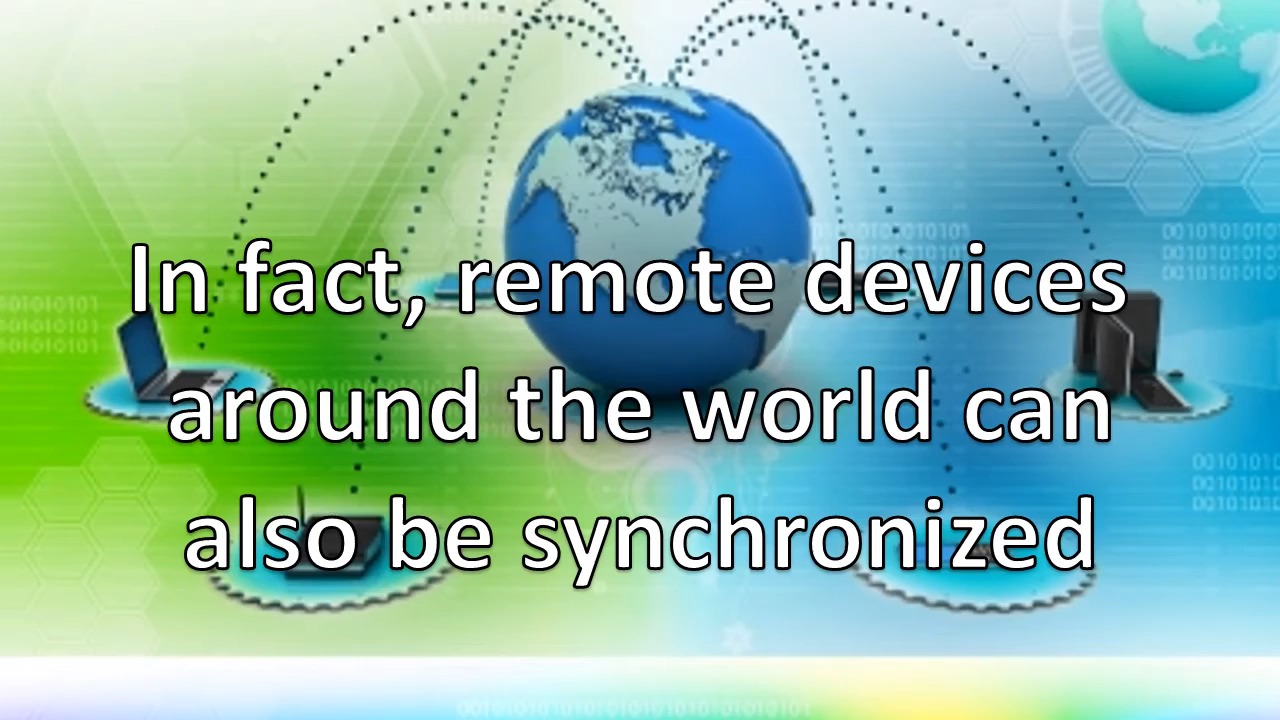 In fact, remote devices
around the world can
also be synchronized